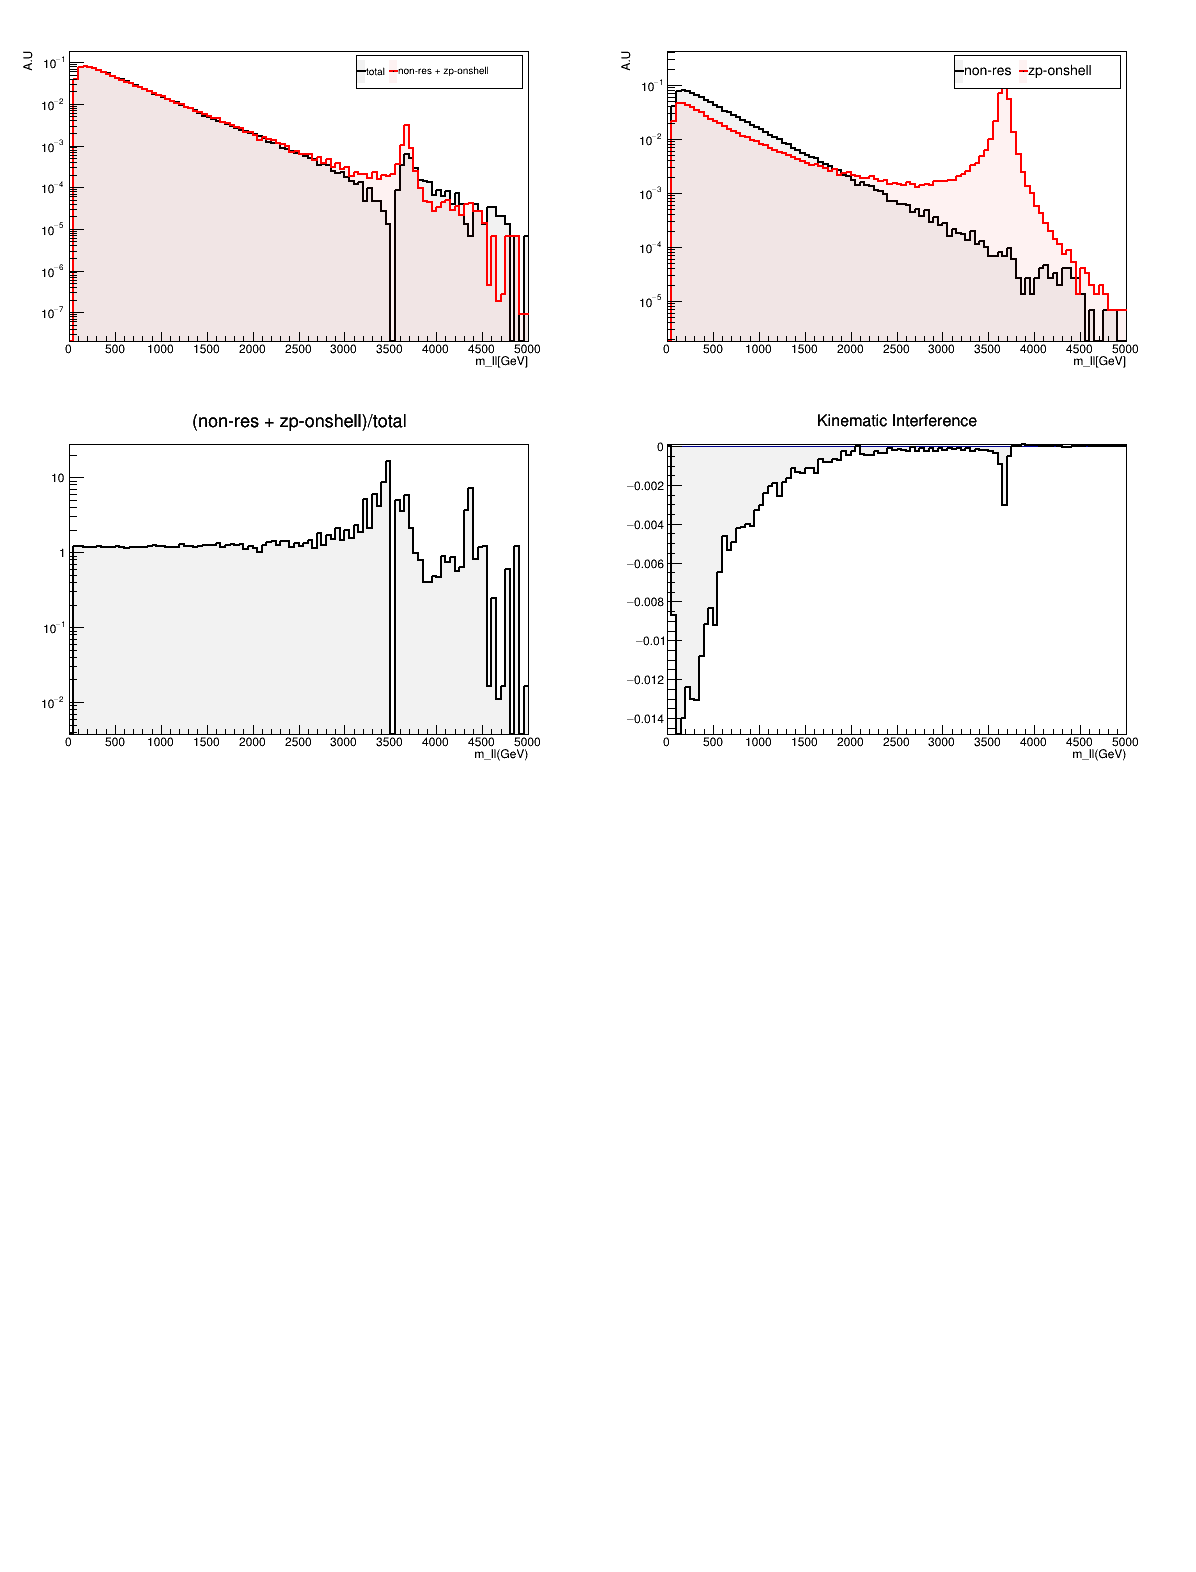 A.U
total non-res + zp-onshell
10⁻¹
10⁻²
10⁻³
10⁻⁴
10⁻⁵
10⁻⁶
10⁻⁷
0 500 1000 1500 2000 2500 3000 3500 4000 4500 5000
m_ll[GeV]
A.U
non-res zp-onshell
10⁻¹
10⁻²
10⁻³
10⁻⁴
10⁻⁵
0 500 1000 1500 2000 2500 3000 3500 4000 4500 5000
m_ll[GeV]
(non-res + zp-onshell)/total
10
1
10⁻¹
10⁻²
0 500 1000 1500 2000 2500 3000 3500 4000 4500 5000
m_ll(GeV)
Kinematic Interference
0
−0.002
−0.004
−0.006
−0.008
−0.01
−0.012
−0.014
0 500 1000 1500 2000 2500 3000 3500 4000 4500 5000
m_ll(GeV)